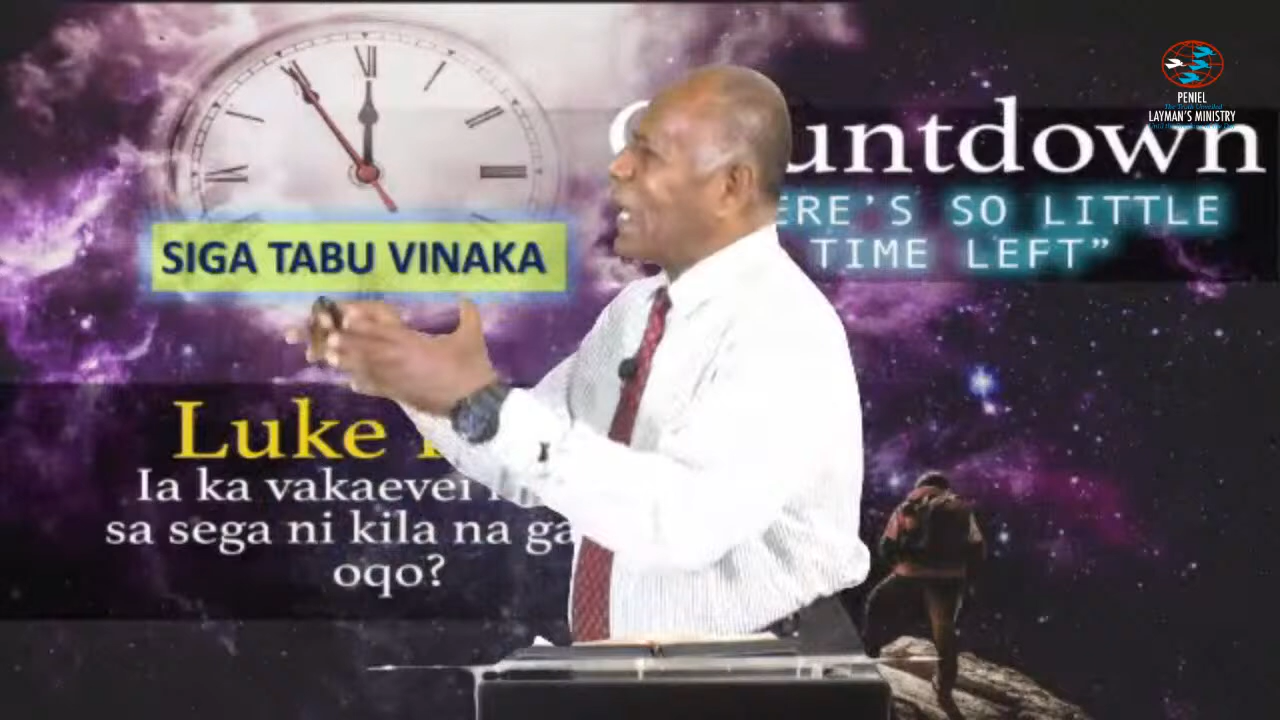 PENIEL
LAYMAN'S MINISTRY
untdown
ERE'S SO LITTLE
TIME LEFT”
SIGA TABU VINAKA
Luke
Ia ka vakaevei
sa sega ni kila na ga
oqo?